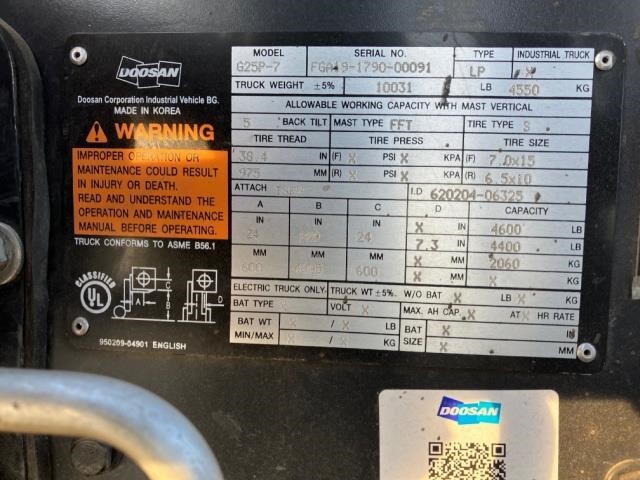 DOOSAN
Doosan Corporation Industrial Vehicle BG.
MADE IN KOREA
WARNING
IMPROPER OPERATION OR
MAINTENANCE COULD RESULT
IN INJURY OR DEATH.
READ AND UNDERSTAND THE
OPERATION AND MAINTENANCE
MANUAL BEFORE OPERATING.
TRUCK CONFORMS TO ASME B56.1
CLASSIFIED
UL
A C B D
950209-04901 ENGLISH
MODEL SERIAL NO. TYPE INDUSTRIAL TRUCK
G25P-7 FGA19-1790-00091 LP X
TRUCK WEIGHT ±5% 10031 LB 4550 KG
ALLOWABLE WORKING CAPACITY WITH MAST VERTICAL
5 BACK TILT MAST TYPE FFT TIRE TYPE S
TIRE TREAD TIRE PRESS TIRE SIZE
38.4 IN (F) X PSI X KPA (F) 7.0x15
975 MM (R) X PSI X KPA (R) 6.5x10
ATTACH I.D 620204-06325
A B C D CAPACITY
IN IN IN X IN 4600 LB
24 24 7.3 IN 4400 LB
MM MM MM X MM 2060 KG
600 600 X MM X KG
ELECTRIC TRUCK ONLY. TRUCK WT ±5%. W/O BAT X LB X KG
BAT TYPE VOLT X MAX. AH CAP. X AT X HR RATE
BAT WT X / X LB BAT X IN
MIN/MAX X / X KG SIZE X MM
DOOSAN